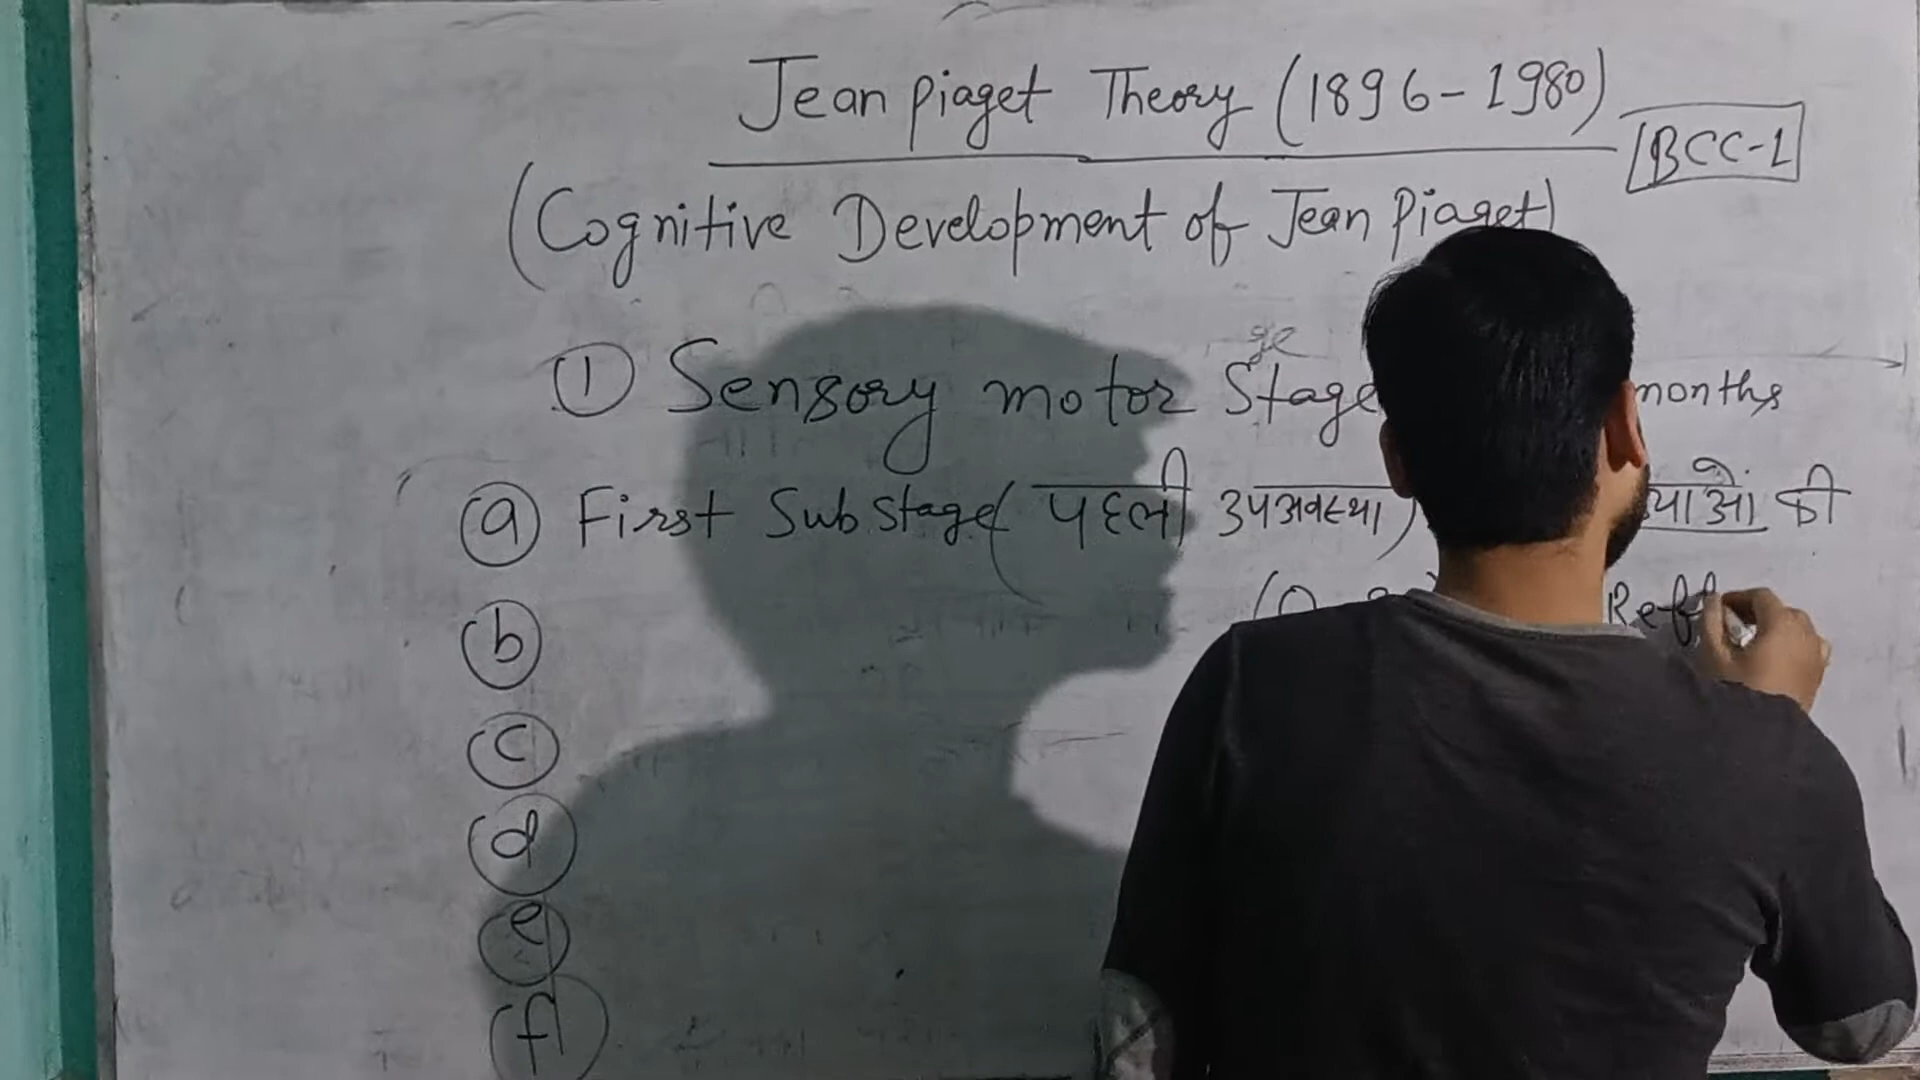 Jean Piaget Theory (1896-1980)
BCC-1
(Cognitive Development of Jean Piaget)
① Sensory motor Stage months
ⓐ First Sub stage ( पहली उपअवस्था ) की
ⓑ
ⓒ
ⓓ
ⓔ
ⓕ